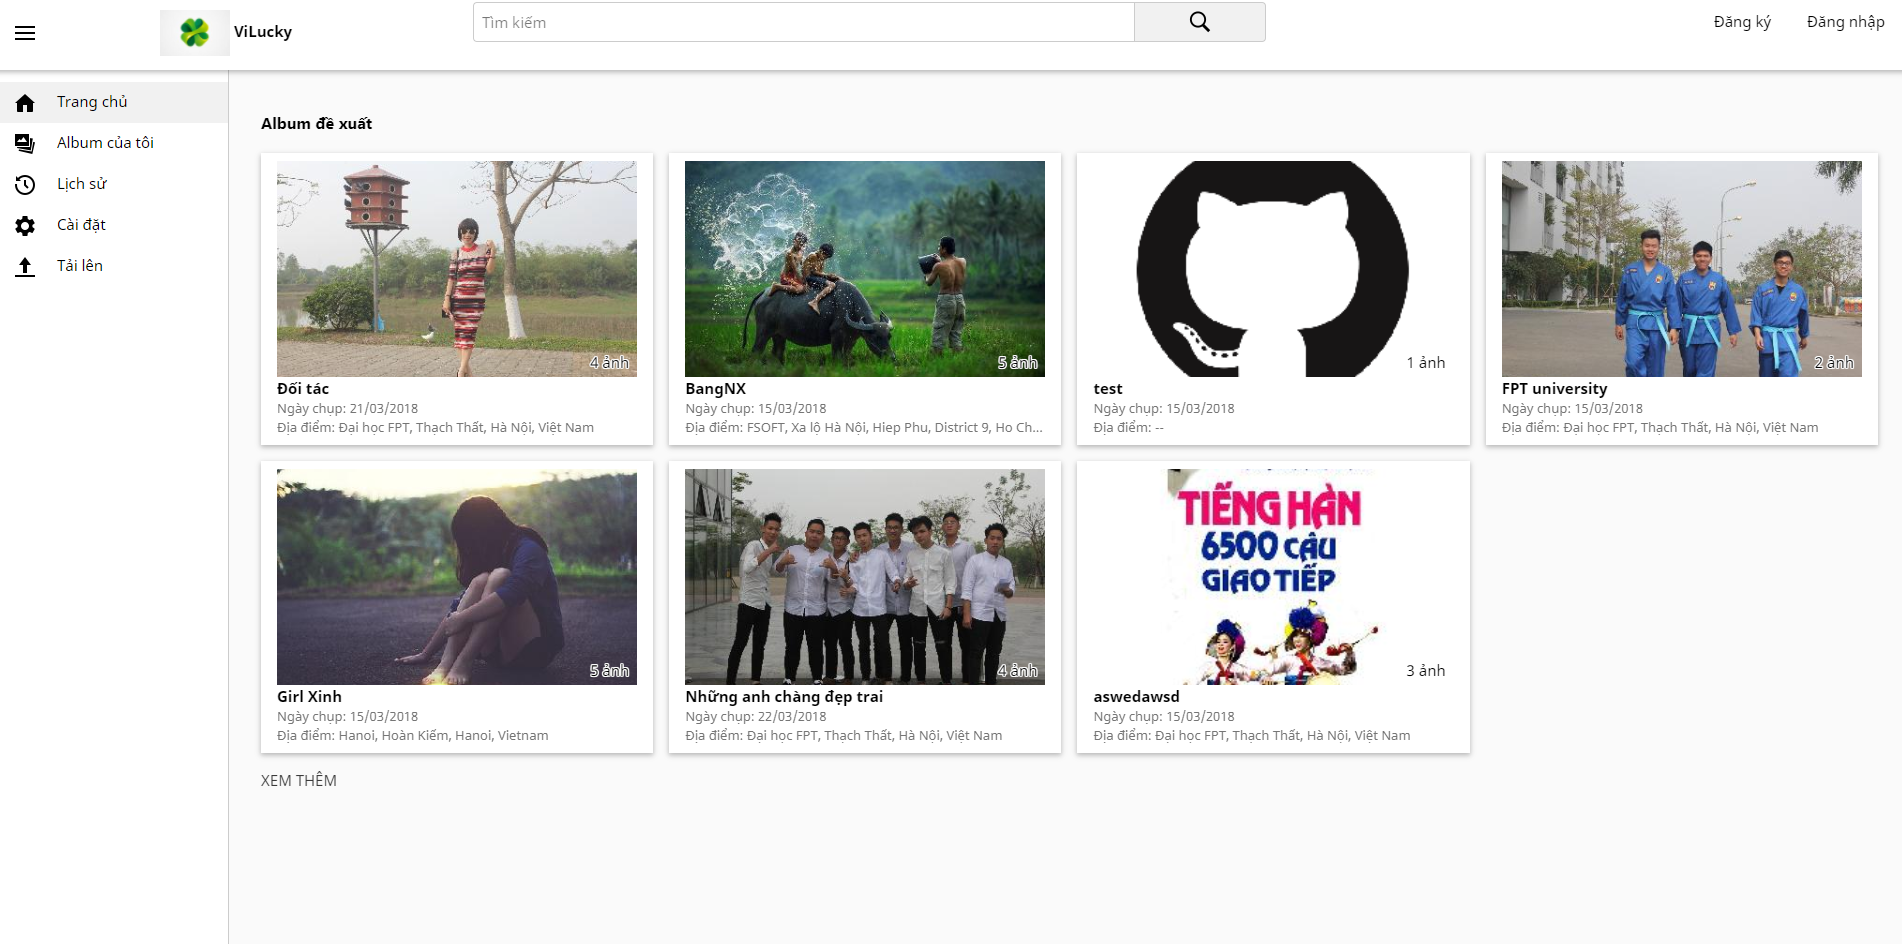 ViLucky
Tìm kiếm
Đăng ký
Đăng nhập
Trang chủ
Album của tôi
Lịch sử
Cài đặt
Tải lên
Album đề xuất
4 ảnh
Đối tác
Ngày chụp: 21/03/2018
Địa điểm: Đại học FPT, Thạch Thất, Hà Nội, Việt Nam
5 ảnh
BangNX
Ngày chụp: 15/03/2018
Địa điểm: FSOFT, Xa lộ Hà Nội, Hiep Phu, District 9, Ho Ch...
1 ảnh
test
Ngày chụp: 15/03/2018
Địa điểm: --
2 ảnh
FPT university
Ngày chụp: 15/03/2018
Địa điểm: Đại học FPT, Thạch Thất, Hà Nội, Việt Nam
5 ảnh
Girl Xinh
Ngày chụp: 15/03/2018
Địa điểm: Hanoi, Hoàn Kiếm, Hanoi, Vietnam
4 ảnh
Những anh chàng đẹp trai
Ngày chụp: 22/03/2018
Địa điểm: Đại học FPT, Thạch Thất, Hà Nội, Việt Nam
TIẾNG HÀN
6500 CÂU
GIAO TIẾP
3 ảnh
aswedawsd
Ngày chụp: 15/03/2018
Địa điểm: Đại học FPT, Thạch Thất, Hà Nội, Việt Nam
XEM THÊM